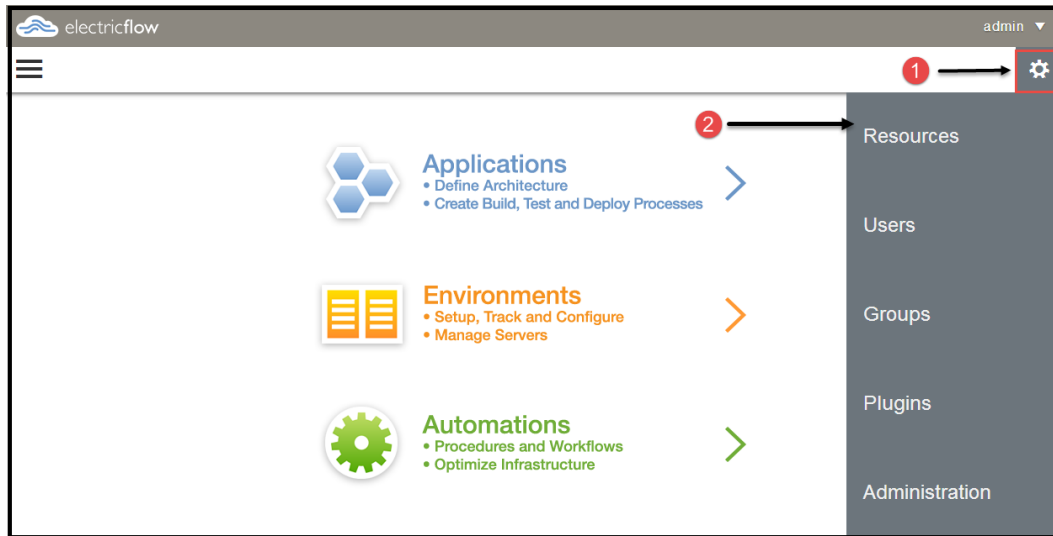 electricflow
admin ▼
1
2
Resources
Applications
• Define Architecture
• Create Build, Test and Deploy Processes
Users
Environments
• Setup, Track and Configure
• Manage Servers
Groups
Plugins
Automations
• Procedures and Workflows
• Optimize Infrastructure
Administration